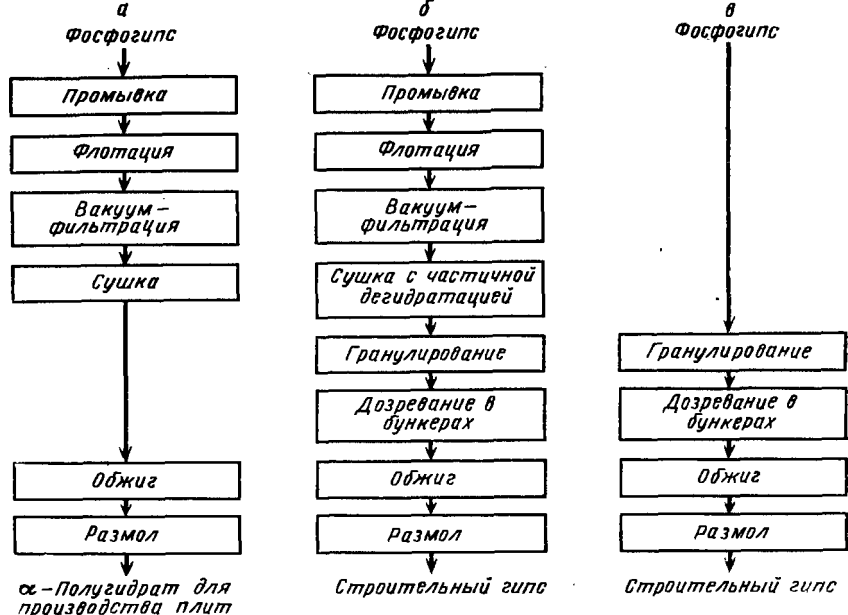 а
Фосфогипс
Промывка
Флотация
Вакуум–
фильтрация
Сушка
Обжиг
Размол
α–Полугидрат для
производства плит
б
Фосфогипс
Промывка
Флотация
Вакуум–
фильтрация
Сушка с частичной
дегидратацией
Гранулирование
Дозревание в
бункерах
Обжиг
Размол
Строительный гипс
в
Фосфогипс
Гранулирование
Дозревание в
бункерах
Обжиг
Размол
Строительный гипс